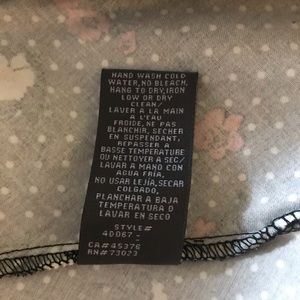 HAND WASH COLD
WATER,NO BLEACH,
HANG TO DRY,IRON
LOW OR DRY
CLEAN/
LAVER A LA MAIN
A L'EAU
FROIDE,NE PAS
BLANCHIR, SECHER
EN SUSPENDANT,
REPASSER A
BASSE TEMPERATURE
OU NETTOYER A SEC/
LAVAR A MANO CON
AGUA FRIA,
NO USAR LEJIA,SECAR
COLGADO,
PLANCHAR A BAJA
TEMPERATURA O
LAVAR EN SECO
STYLE#
4D067 -
CA#45376
RN#73023